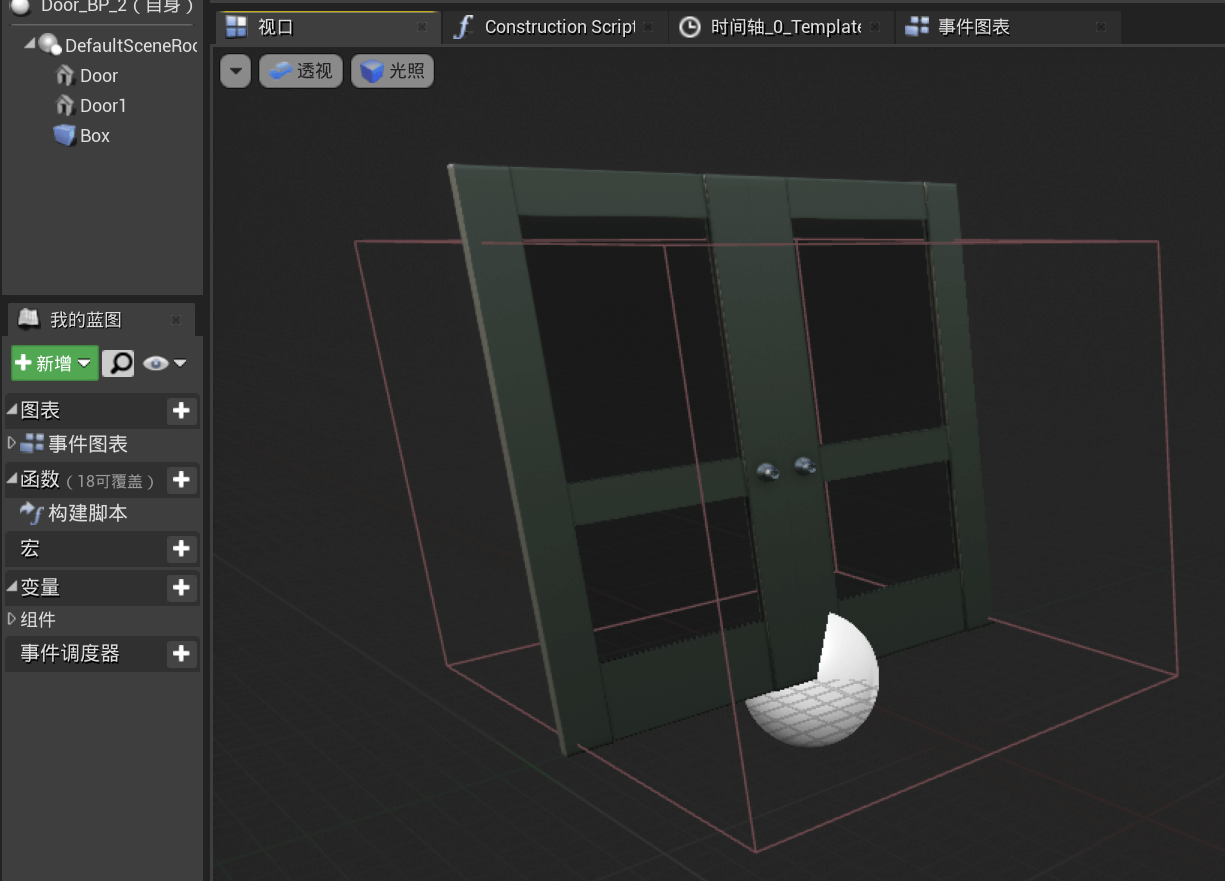 Door_BP_2（自身）
DefaultSceneRoo
Door
Door1
Box
视口
Construction Script
时间轴_0_Template
事件图表
透视
光照
我的蓝图
新增
图表
事件图表
函数（18可覆盖）
构建脚本
宏
变量
组件
事件调度器